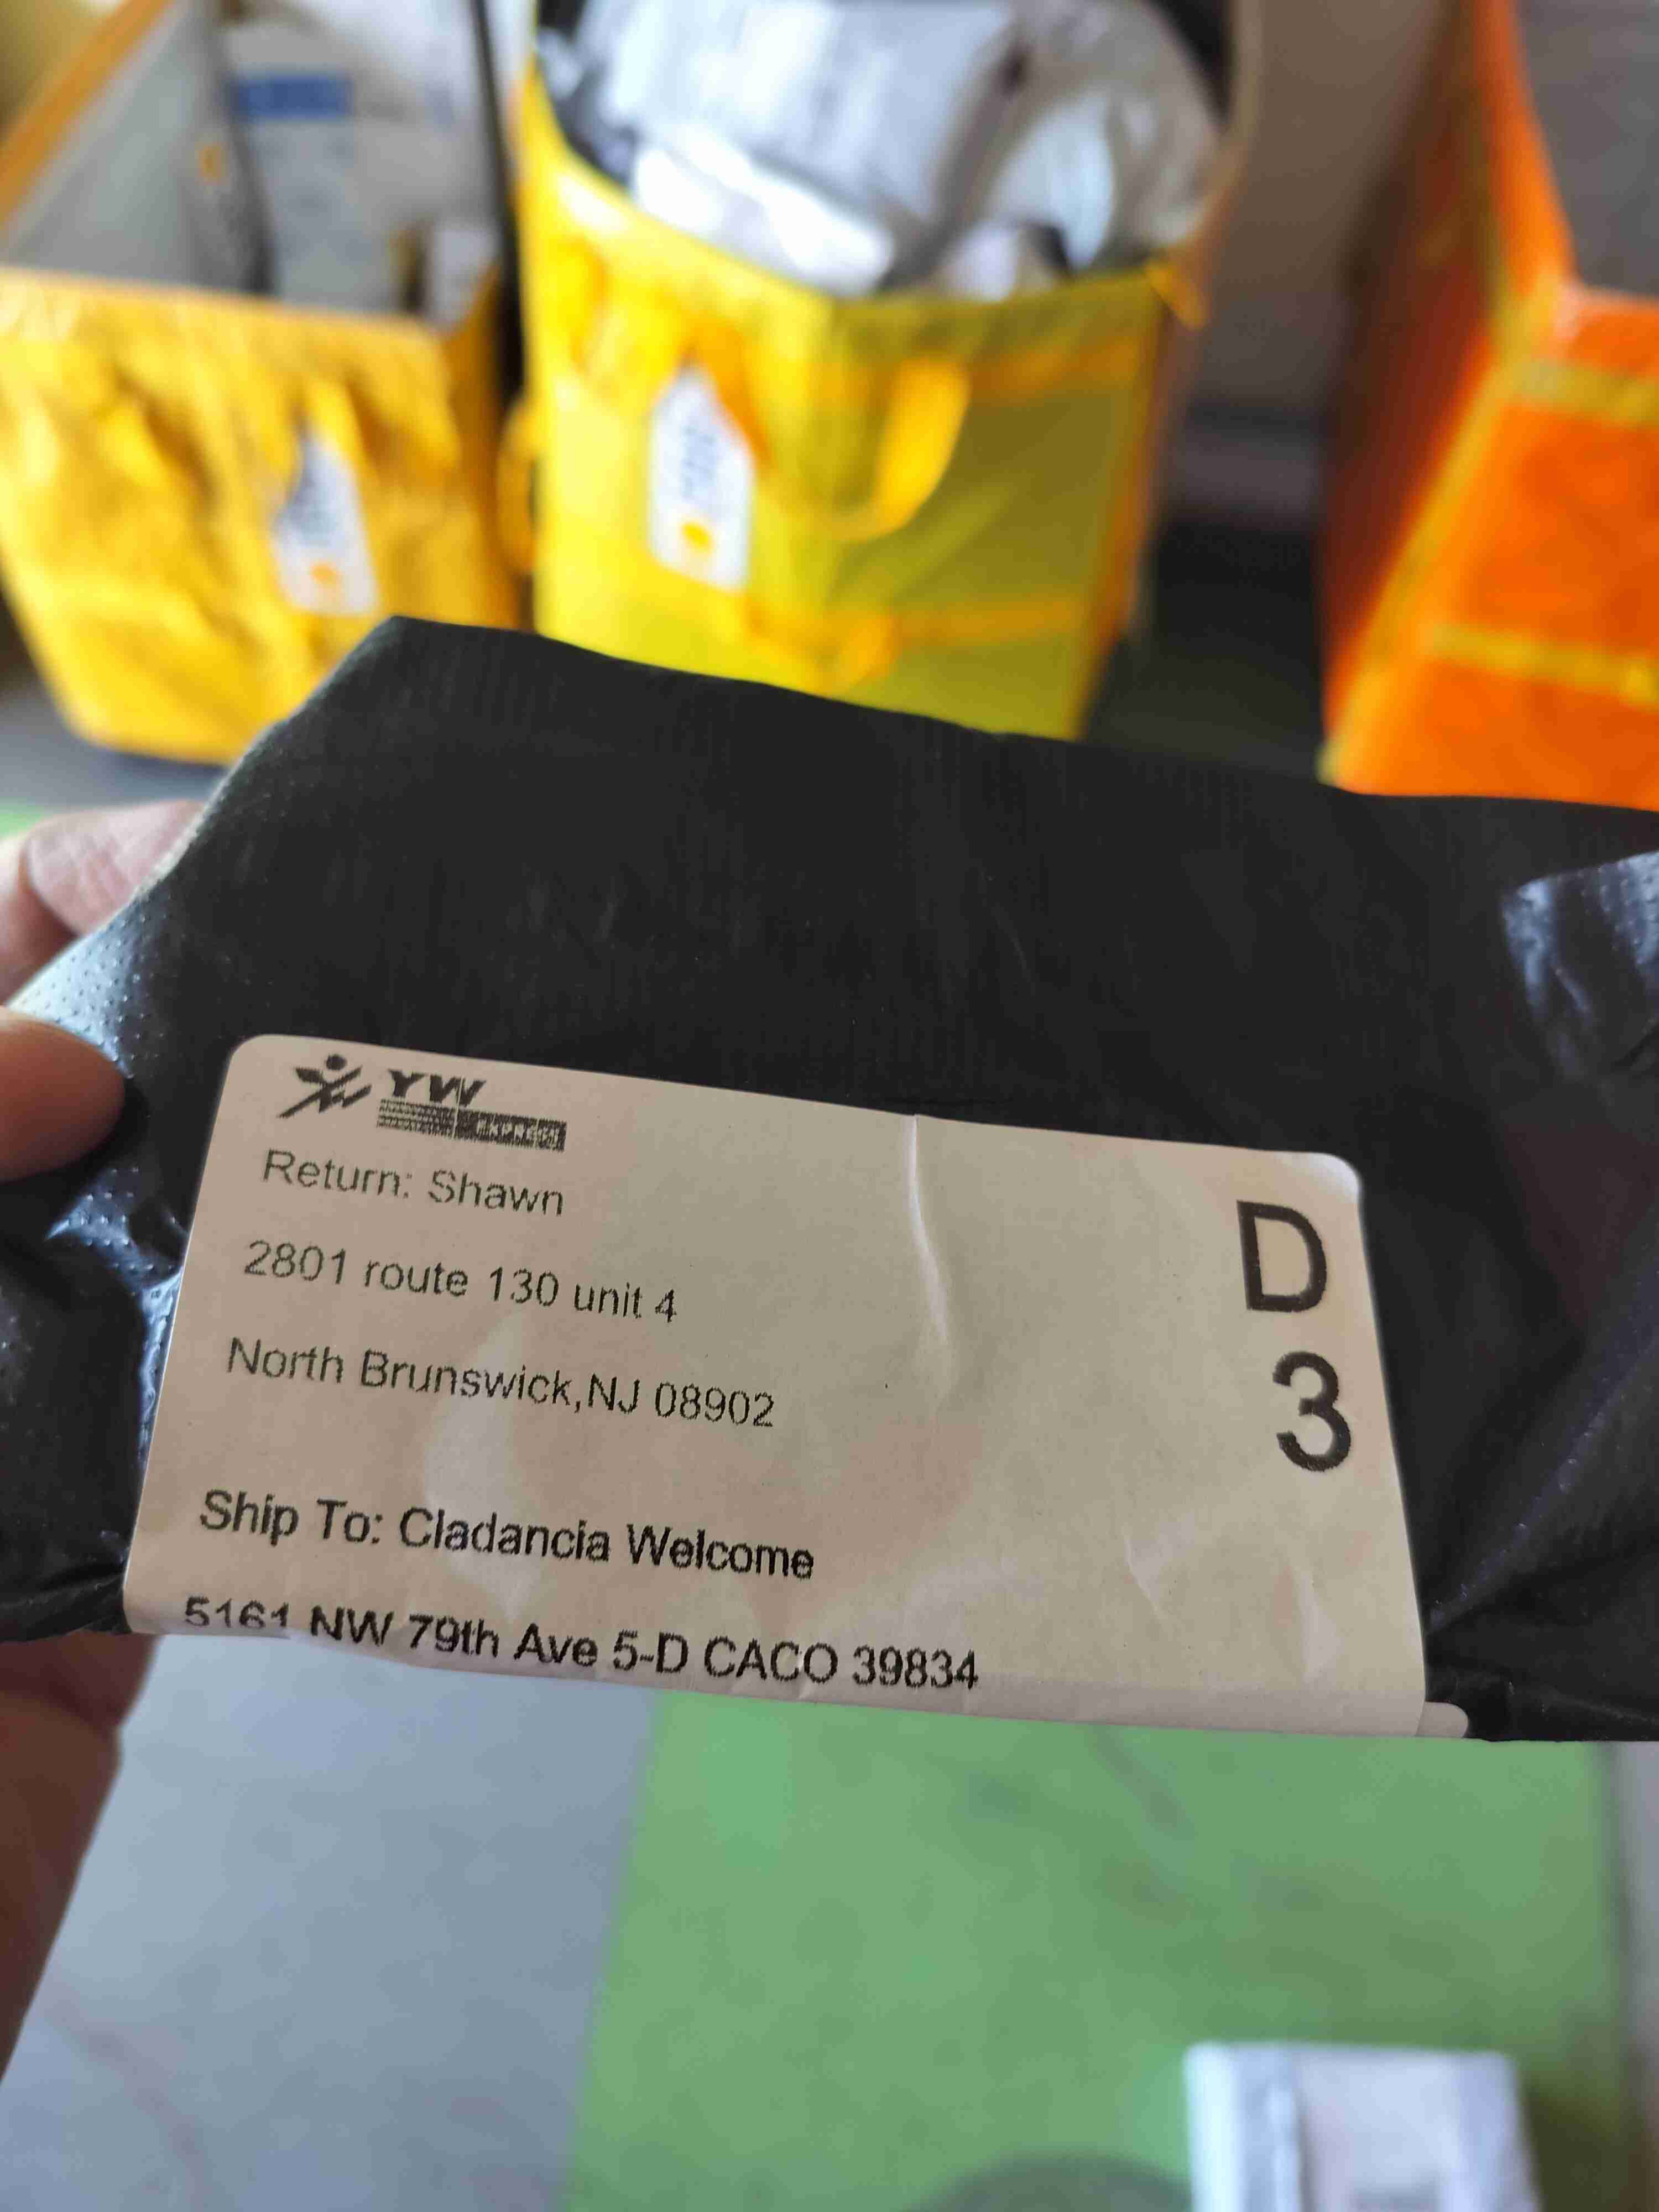 YW
EXPRESS
Return: Shawn
2801 route 130 unit 4
North Brunswick,NJ 08902
D
3
Ship To: Cladancia Welcome
5161 NW 79th Ave 5-D CACO 39834